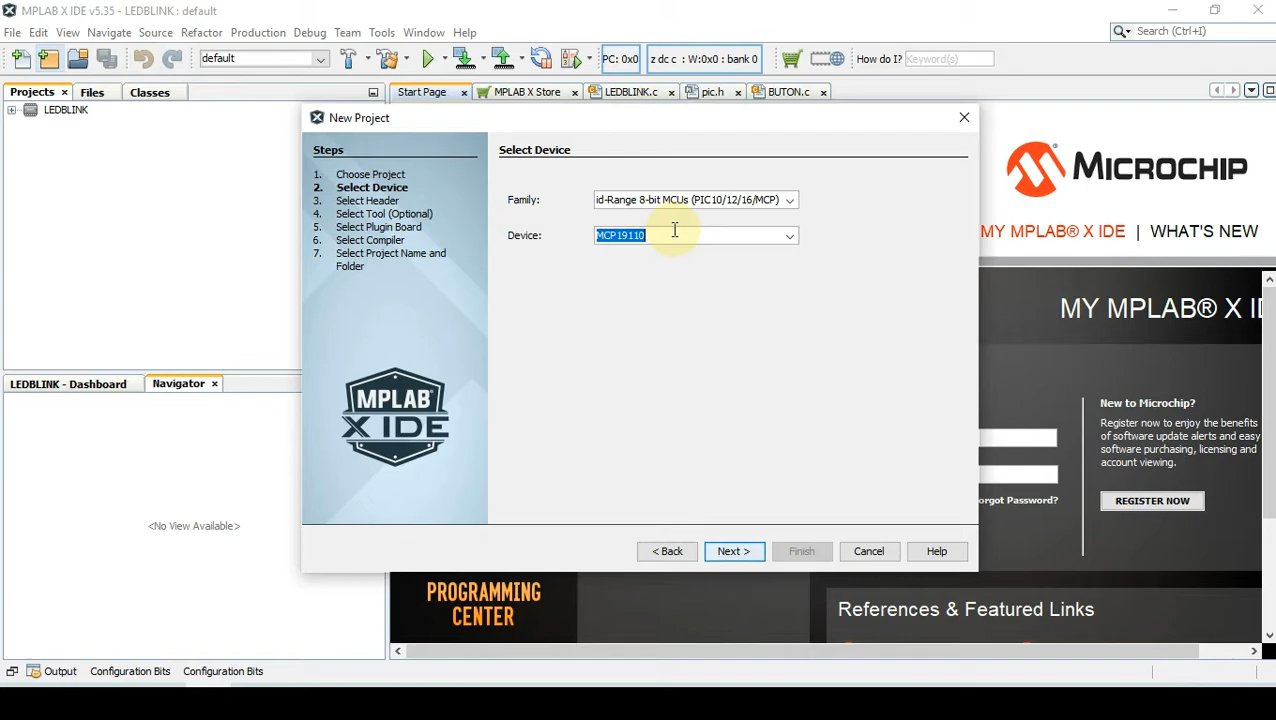 MPLAB X IDE v5.35 - LEDBLINK : default
File Edit View Navigate Source Refactor Production Debug Team Tools Window Help
Search (Ctrl+I)
default
PC: 0x0
z dc c : W:0x0 : bank 0
How do I? Keyword(s)
Projects Files Classes
Start Page MPLAB X Store LEDBLINK.c pic.h BUTON.c
LEDBLINK
New Project
Steps
1. Choose Project
2. Select Device
3. Select Header
4. Select Tool (Optional)
5. Select Plugin Board
6. Select Compiler
7. Select Project Name and
Folder
MPLAB
X IDE
Select Device
Family: id-Range 8-bit MCUs (PIC10/12/16/MCP)
Device: MCP19110
< Back Next > Finish Cancel Help
MICROCHIP
MY MPLAB® X IDE | WHAT'S NEW
MY MPLAB® X ID
New to Microchip?
Register now to enjoy the benefits
of software update alerts and easy
software purchasing, licensing and
account viewing.
orgot Password?
REGISTER NOW
LEDBLINK - Dashboard Navigator
<No View Available>
PROGRAMMING
CENTER
References & Featured Links
Output Configuration Bits Configuration Bits